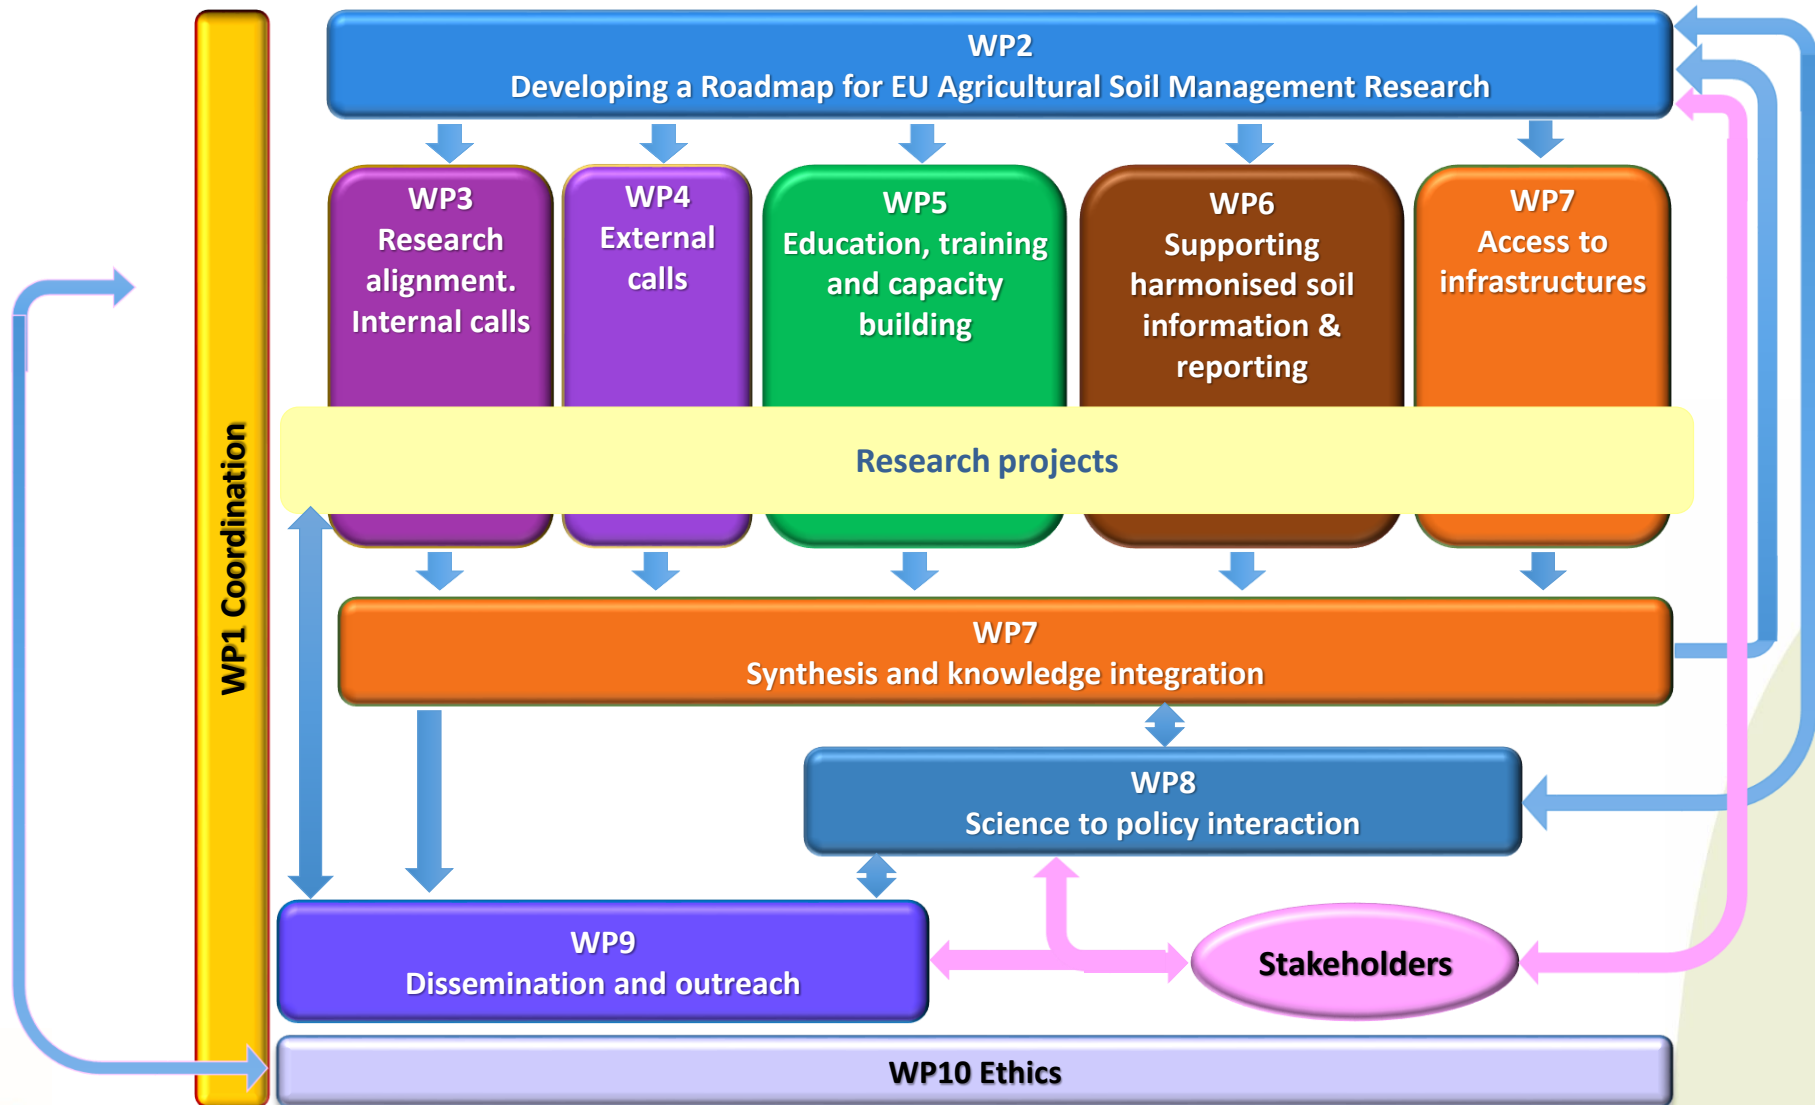 WP2
Developing a Roadmap for EU Agricultural Soil Management Research
WP3
Research
alignment.
Internal calls
WP4
External
calls
WP5
Education, training
and capacity
building
WP6
Supporting
harmonised soil
information &
reporting
WP7
Access to
infrastructures
WP1 Coordination
Research projects
WP7
Synthesis and knowledge integration
WP8
Science to policy interaction
WP9
Dissemination and outreach
Stakeholders
WP10 Ethics